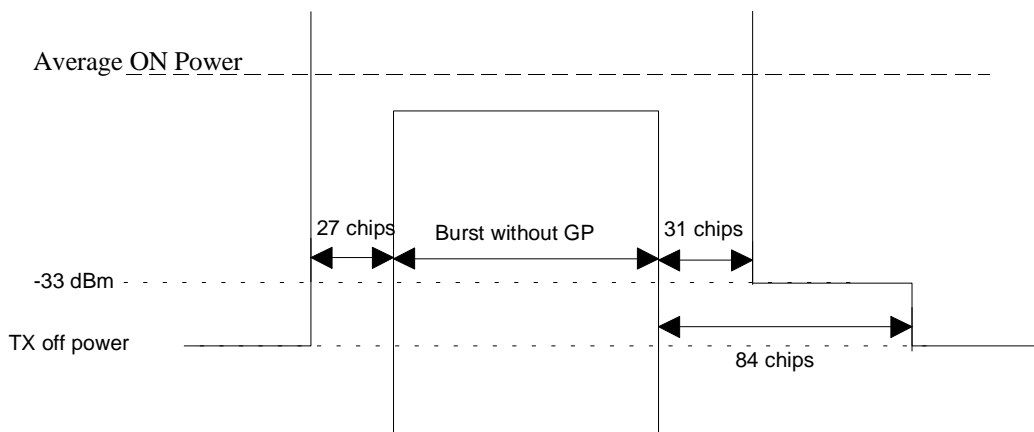 Average ON Power
27 chips
Burst without GP
31 chips
-33 dBm
TX off power
84 chips